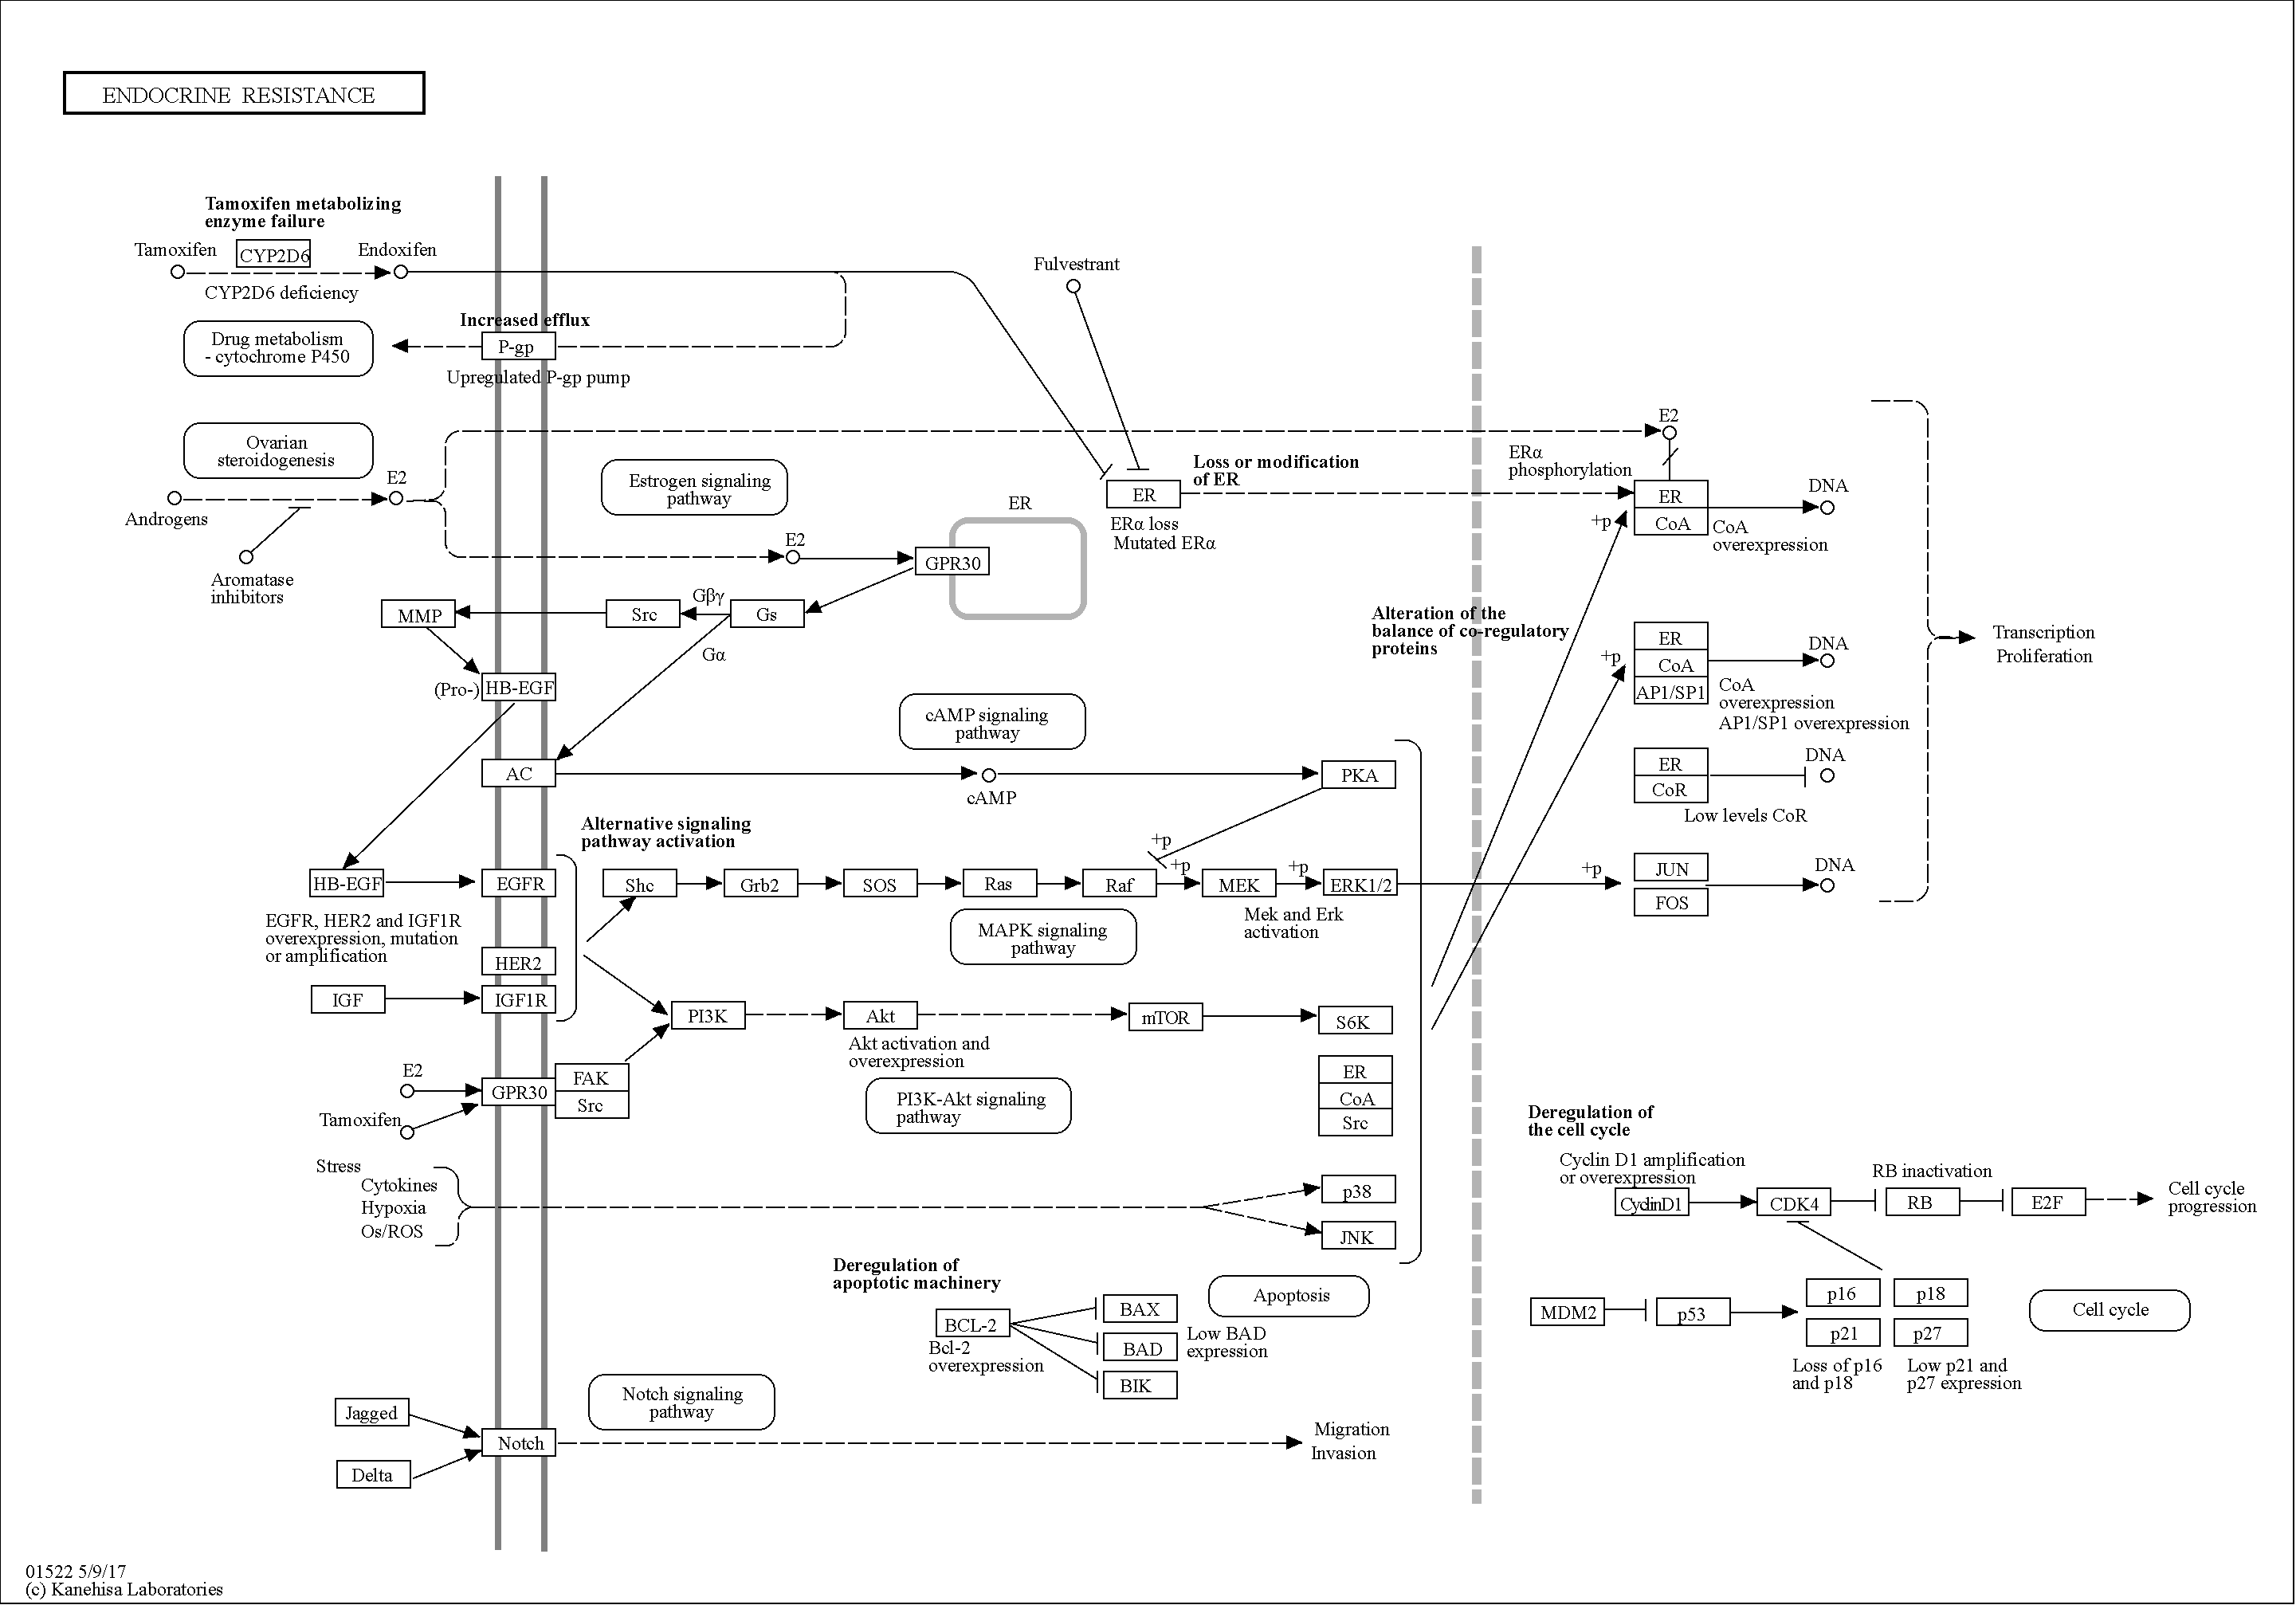 ENDOCRINE RESISTANCE
Tamoxifen metabolizing
enzyme failure
Tamoxifen
CYP2D6
Endoxifen
CYP2D6 deficiency
Fulvestrant
Increased efflux
Drug metabolism
- cytochrome P450
P-gp
Upregulated P-gp pump
Ovarian
steroidogenesis
E2
Androgens
Aromatase
inhibitors
Estrogen signaling
pathway
E2
ER
GPR30
ER
Loss or modification
of ER
ERα loss
Mutated ERα
ERα
phosphorylation
E2
ER
CoA
+p
CoA
overexpression
DNA
MMP
Src
Gβγ
Gs
Gα
(Pro-)
HB-EGF
Alteration of the
balance of co-regulatory
proteins
+p
ER
CoA
AP1/SP1
DNA
CoA
overexpression
AP1/SP1 overexpression
Transcription
Proliferation
cAMP signaling
pathway
AC
cAMP
PKA
ER
CoR
DNA
Low levels CoR
Alternative signaling
pathway activation
+p
HB-EGF
EGFR
Shc
Grb2
SOS
Ras
Raf
+p
MEK
+p
ERK1/2
+p
JUN
FOS
DNA
EGFR, HER2 and IGF1R
overexpression, mutation
or amplification
HER2
MAPK signaling
pathway
Mek and Erk
activation
IGF
IGF1R
PI3K
Akt
mTOR
S6K
Akt activation and
overexpression
E2
GPR30
FAK
Src
Tamoxifen
PI3K-Akt signaling
pathway
ER
CoA
Src
Stress
Cytokines
Hypoxia
Os/ROS
p38
JNK
Deregulation of
the cell cycle
Cyclin D1 amplification
or overexpression
RB inactivation
CyclinD1
CDK4
RB
E2F
Cell cycle
progression
Deregulation of
apoptotic machinery
Apoptosis
BCL-2
Bcl-2
overexpression
BAX
BAD
BIK
Low BAD
expression
MDM2
p53
p16
p18
p21
p27
Cell cycle
Loss of p16
and p18
Low p21 and
p27 expression
Jagged
Delta
Notch
Notch signaling
pathway
Migration
Invasion
01522 5/9/17
(c) Kanehisa Laboratories